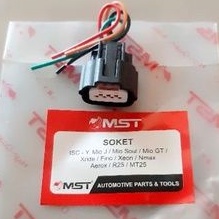 MST
SOKET
ISC - Y. Mio J / Mio Soul / Mio GT /
Xride / Fino / Xeon / Nmax
Aerox / R25 / MT25
MST AUTOMOTIVE PARTS & TOOLS